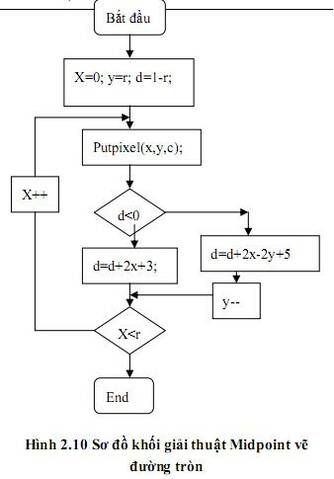 Bắt đầu
X=0; y=r; d=1-r;
Putpixel(x,y,c);
X++
d<0
d=d+2x+3;
d=d+2x-2y+5
y--
X<r
End
Hình 2.10 Sơ đồ khối giải thuật Midpoint vẽ
đường tròn